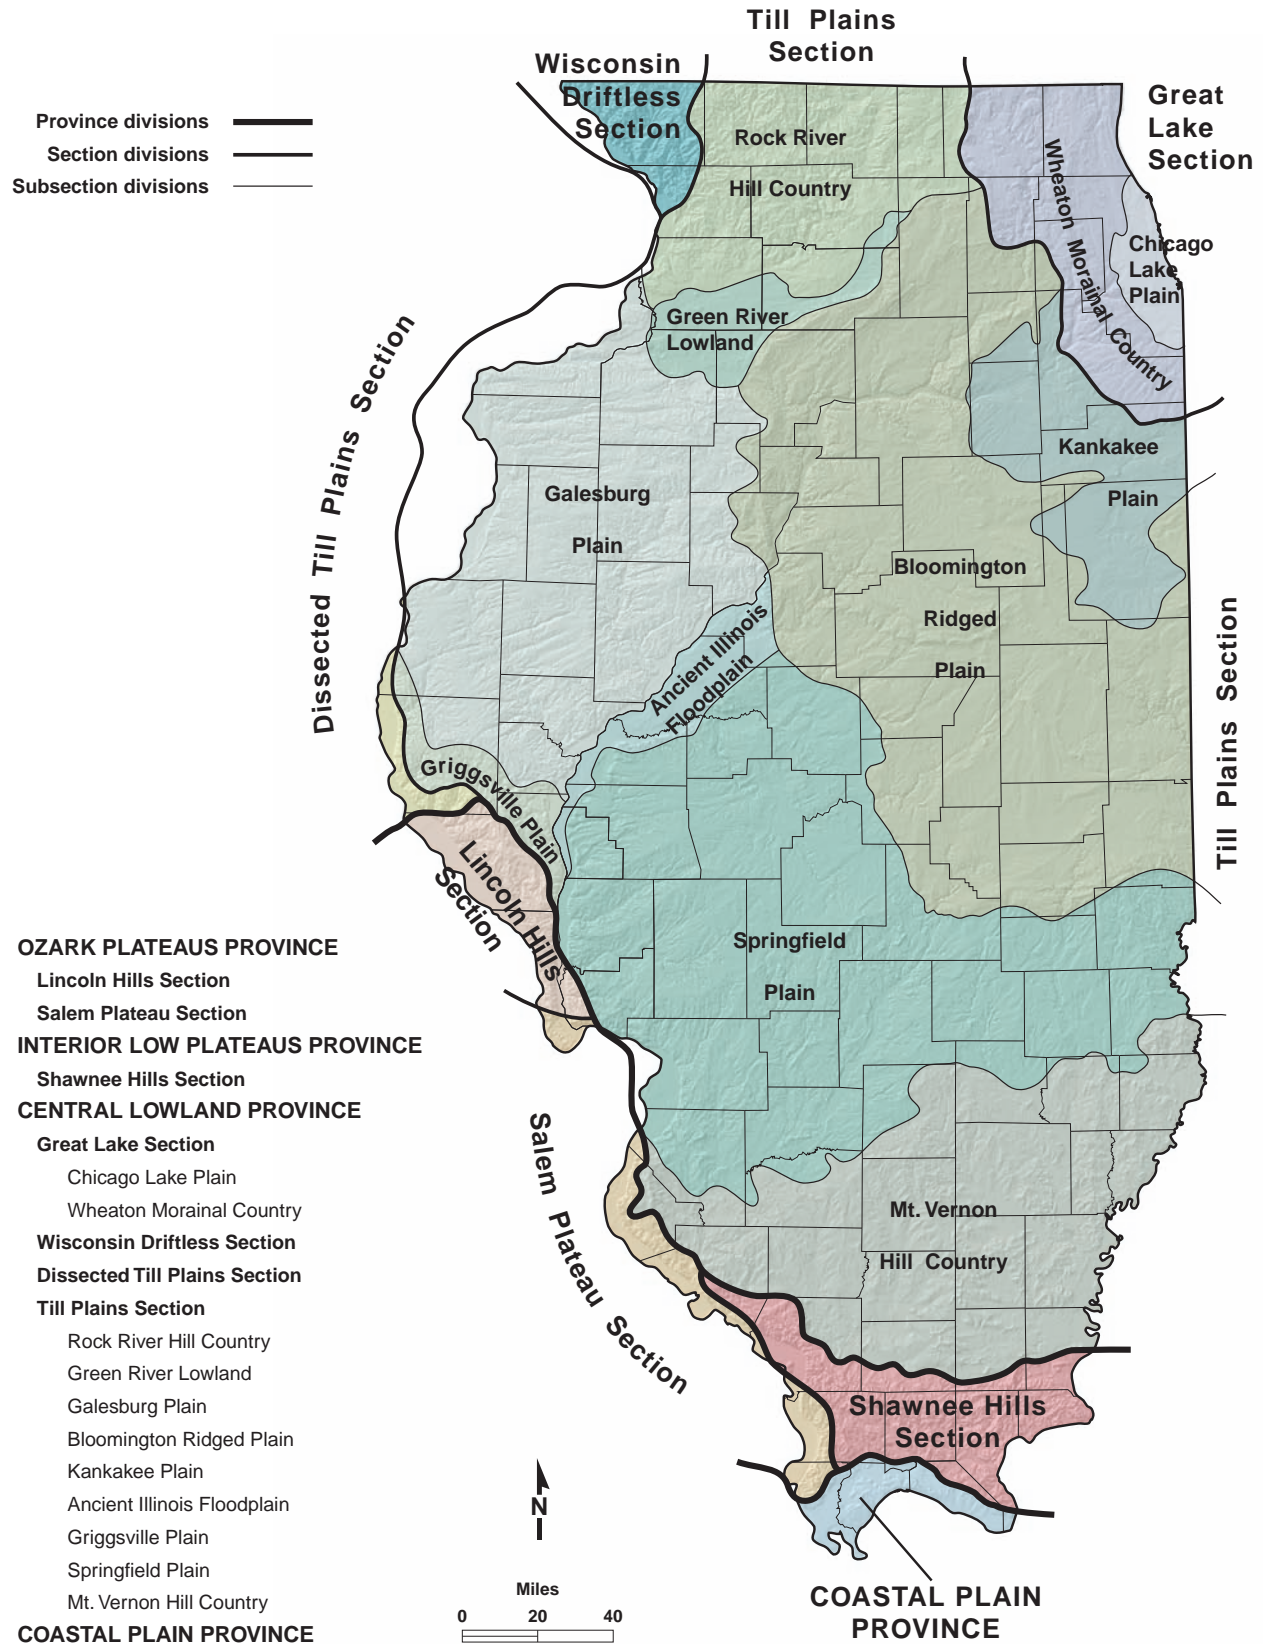 Till Plains
Section
Wisconsin
Driftless
Section
Great
Lake
Section
Province divisions
Section divisions
Subsection divisions
Rock River
Hill Country
Wheaton Morainal Country
Chicago
Lake
Plain
Green River
Lowland
Dissected Till Plains Section
Kankakee
Plain
Galesburg
Plain
Bloomington
Ridged
Plain
Ancient Illinois
Floodplain
Till Plains Section
Griggsville Plain
Lincoln Hills
Section
Springfield
Plain
OZARK PLATEAUS PROVINCE
Lincoln Hills Section
Salem Plateau Section
INTERIOR LOW PLATEAUS PROVINCE
Shawnee Hills Section
CENTRAL LOWLAND PROVINCE
Great Lake Section
Chicago Lake Plain
Wheaton Morainal Country
Wisconsin Driftless Section
Dissected Till Plains Section
Till Plains Section
Rock River Hill Country
Green River Lowland
Galesburg Plain
Bloomington Ridged Plain
Kankakee Plain
Ancient Illinois Floodplain
Griggsville Plain
Springfield Plain
Mt. Vernon Hill Country
COASTAL PLAIN PROVINCE
Salem Plateau Section
Mt. Vernon
Hill Country
Shawnee Hills
Section
N
Miles
0 20 40
COASTAL PLAIN
PROVINCE